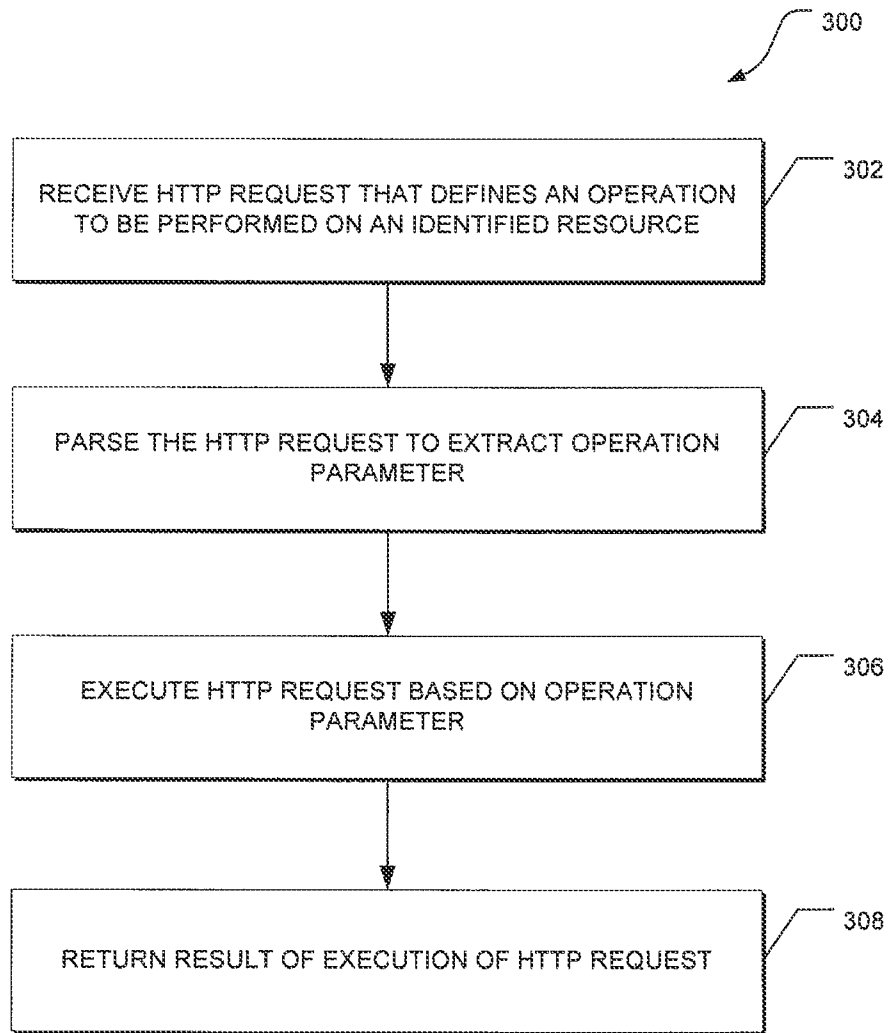 300
RECEIVE HTTP REQUEST THAT DEFINES AN OPERATION
TO BE PERFORMED ON AN IDENTIFIED RESOURCE
302
PARSE THE HTTP REQUEST TO EXTRACT OPERATION
PARAMETER
304
EXECUTE HTTP REQUEST BASED ON OPERATION
PARAMETER
306
RETURN RESULT OF EXECUTION OF HTTP REQUEST
308